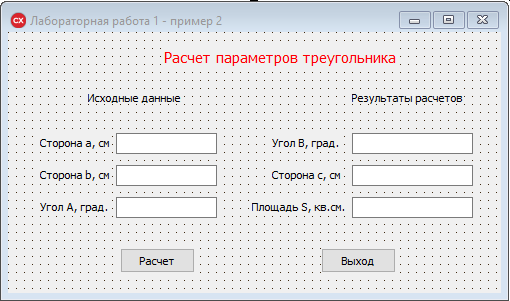 CX Лабораторная работа 1 - пример 2
Расчет параметров треугольника
Исходные данные Результаты расчетов
Сторона a, см Угол B, град.
Сторона b, см Сторона c, см
Угол A, град. Площадь S, кв.см.
Расчет Выход